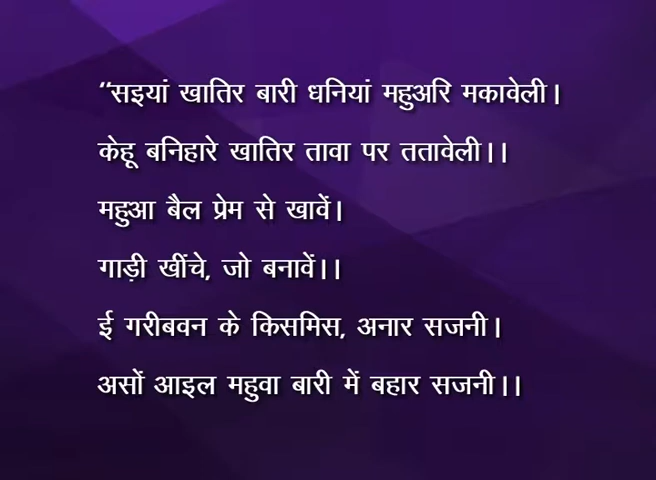 “सइयां खातिर बारी धनियां महुअरि मकावेली।
केहू बनिहारे खातिर तावा पर ततावेली।।
महुआ बैल प्रेम से खावें।
गाड़ी खींचे, जो बनावें।।
ई गरीबवन के किसमिस, अनार सजनी।
असों आइल महुवा बारी में बहार सजनी।।